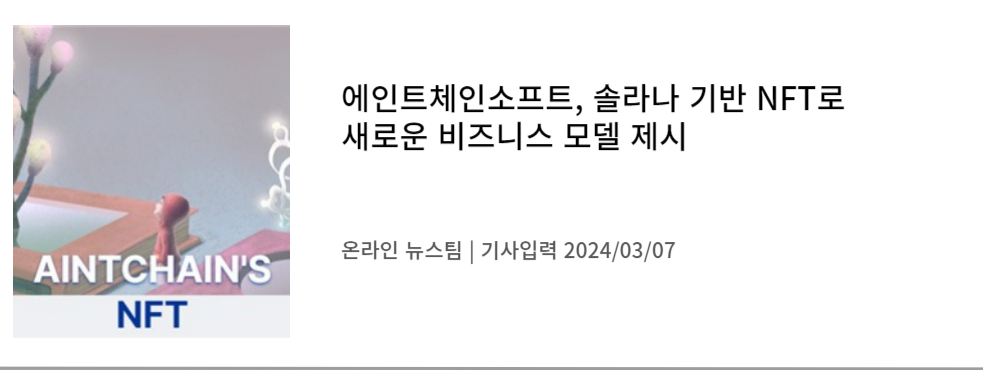 에인트체인소프트, 솔라나 기반 NFT로
새로운 비즈니스 모델 제시
온라인 뉴스팀 | 기사입력 2024/03/07
AINTCHAIN'S
NFT